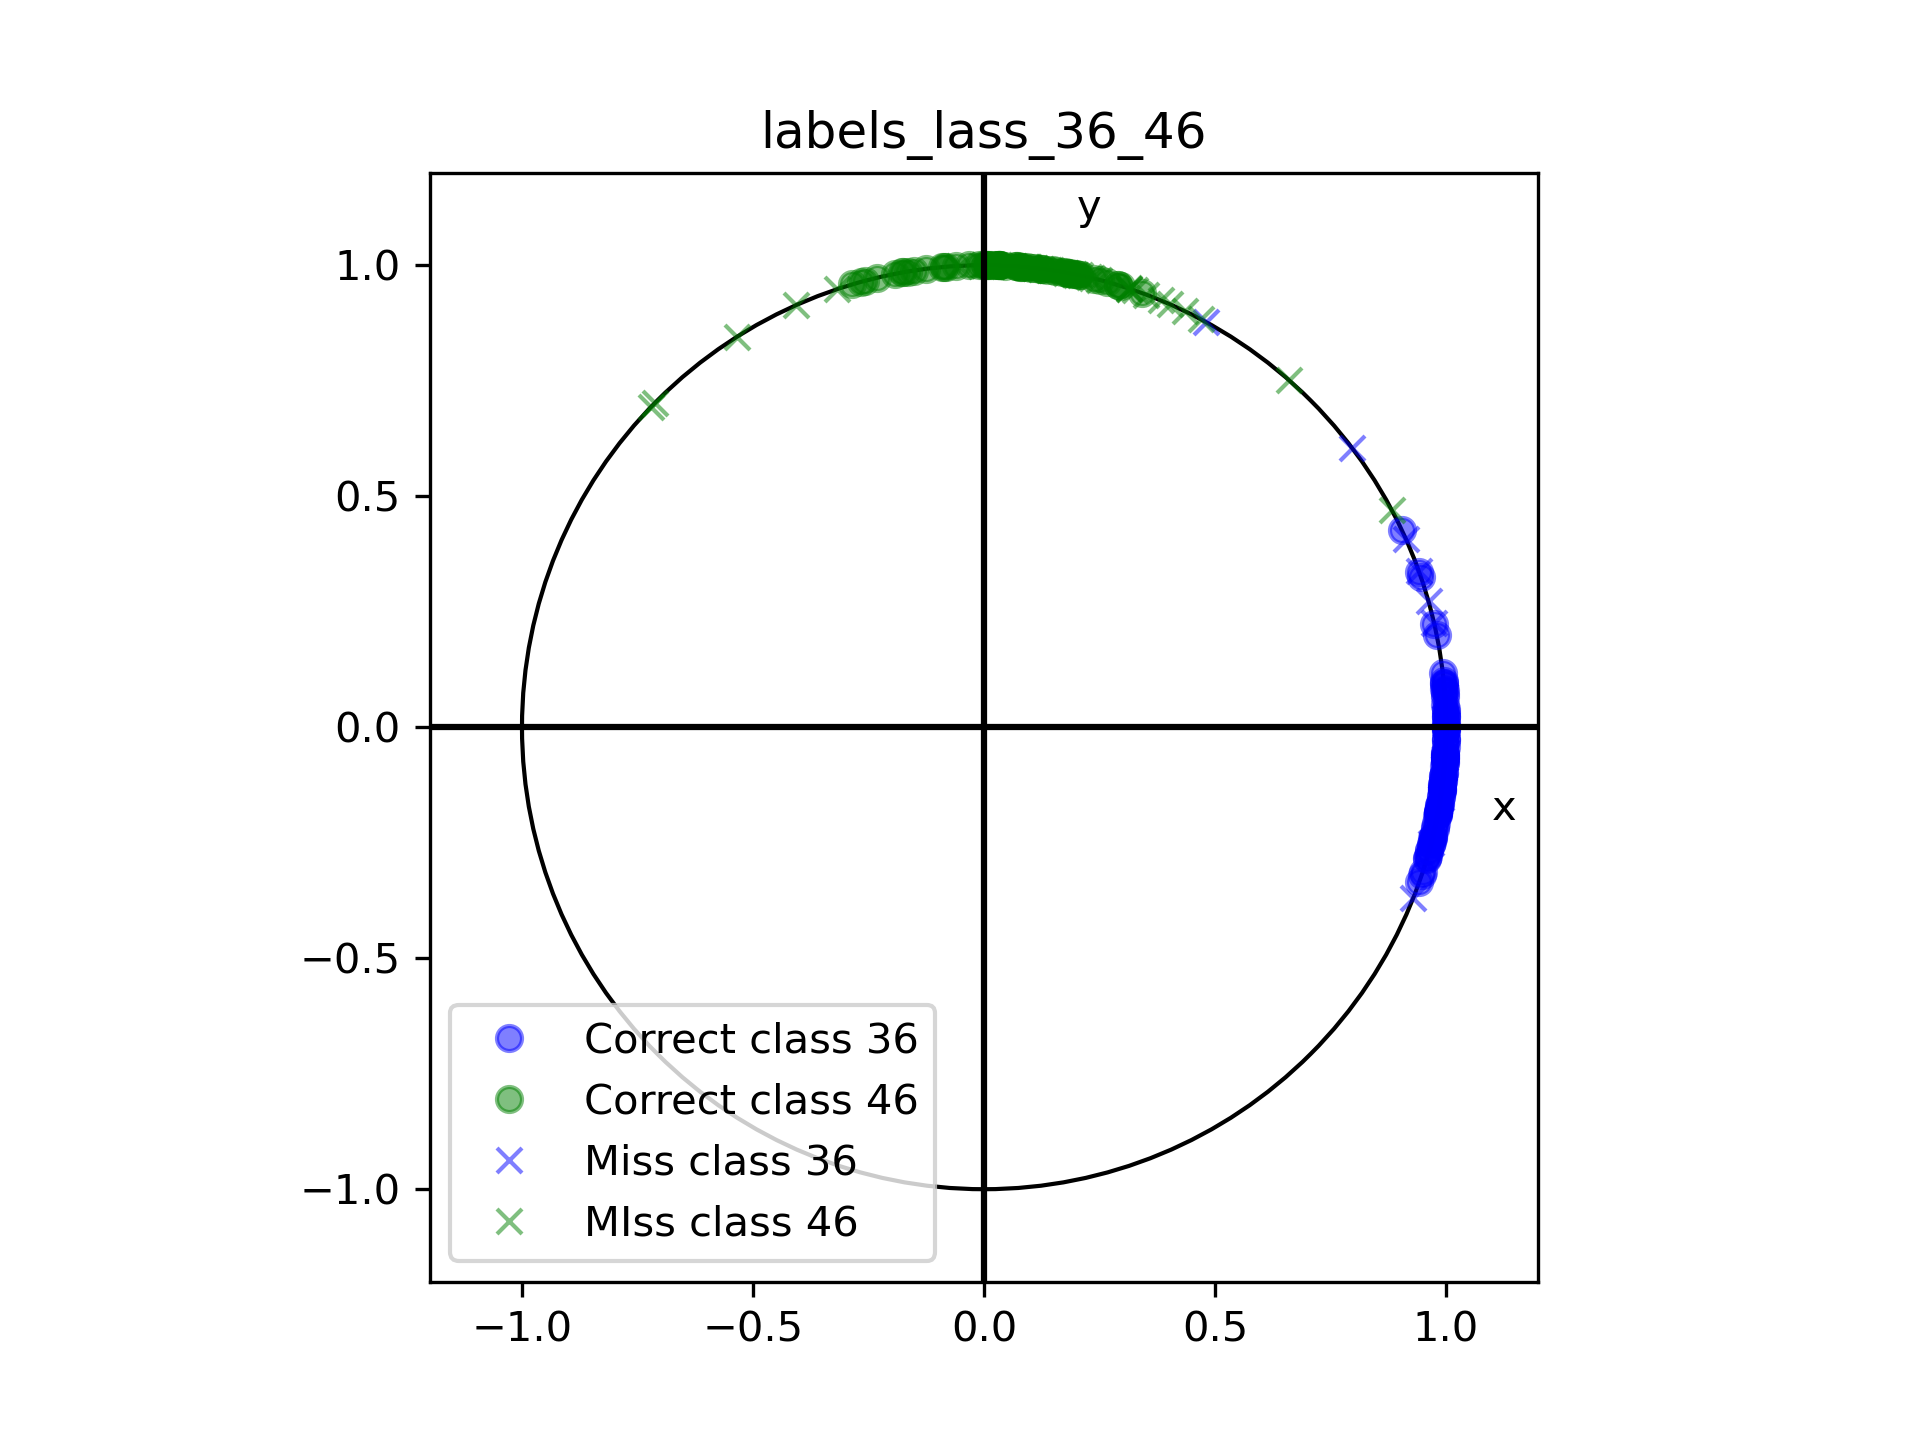 labels_lass_36_46
y
1.0
0.5
0.0
x
−0.5
−1.0
Correct class 36
Correct class 46
Miss class 36
MIss class 46
−1.0 −0.5 0.0 0.5 1.0